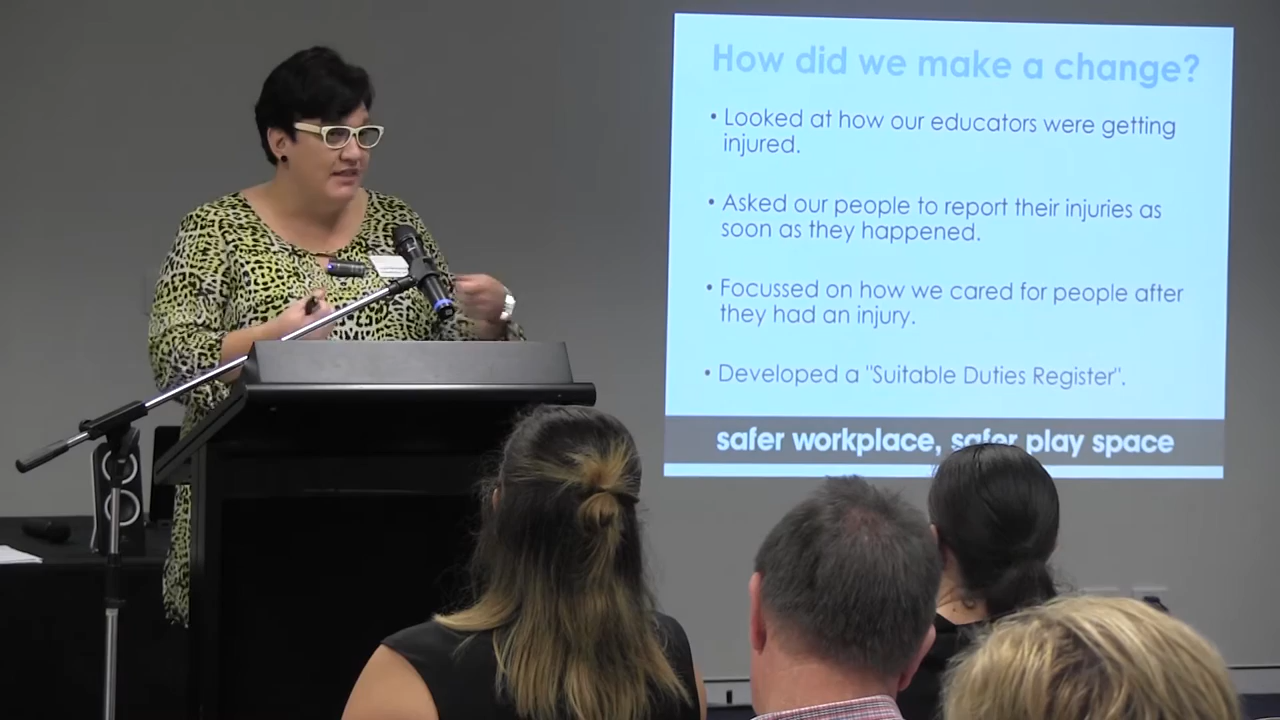 How did we make a change?
• Looked at how our educators were getting
injured.
• Asked our people to report their injuries as
soon as they happened.
• Focussed on how we cared for people after
they had an injury.
• Developed a "Suitable Duties Register".
safer workplace, safer play space